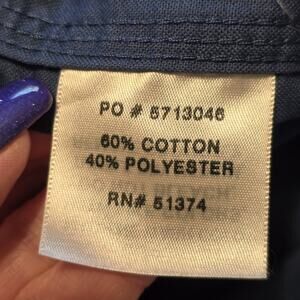 PO # 5713046
60% COTTON
40% POLYESTER
RN# 51374